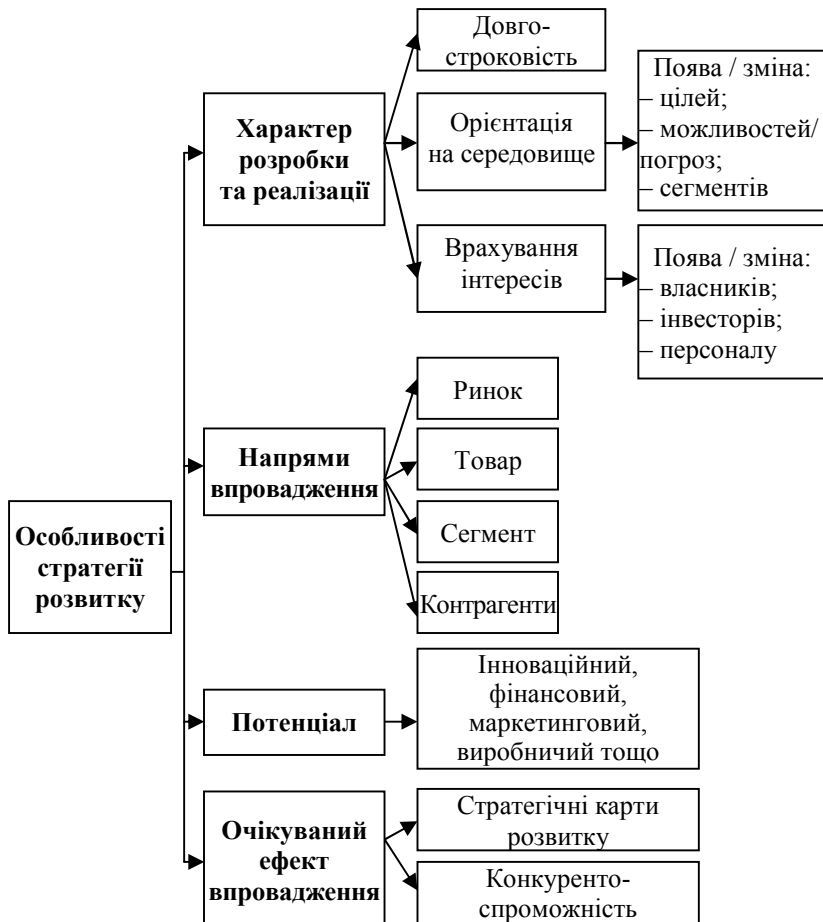 Довго-
строковість
Характер
розробки
та реалізації
Орієнтація
на середовище
Поява / зміна:
– цілей;
– можливостей/
погроз;
– сегментів
Врахування
інтересів
Поява / зміна:
– власників;
– інвесторів;
– персоналу
Особливості
стратегії
розвитку
Напрями
впровадження
Ринок
Товар
Сегмент
Контрагенти
Потенціал
Інноваційний,
фінансовий,
маркетинговий,
виробничий тощо
Очікуваний
ефект
впровадження
Стратегічні карти
розвитку
Конкуренто-
спроможність